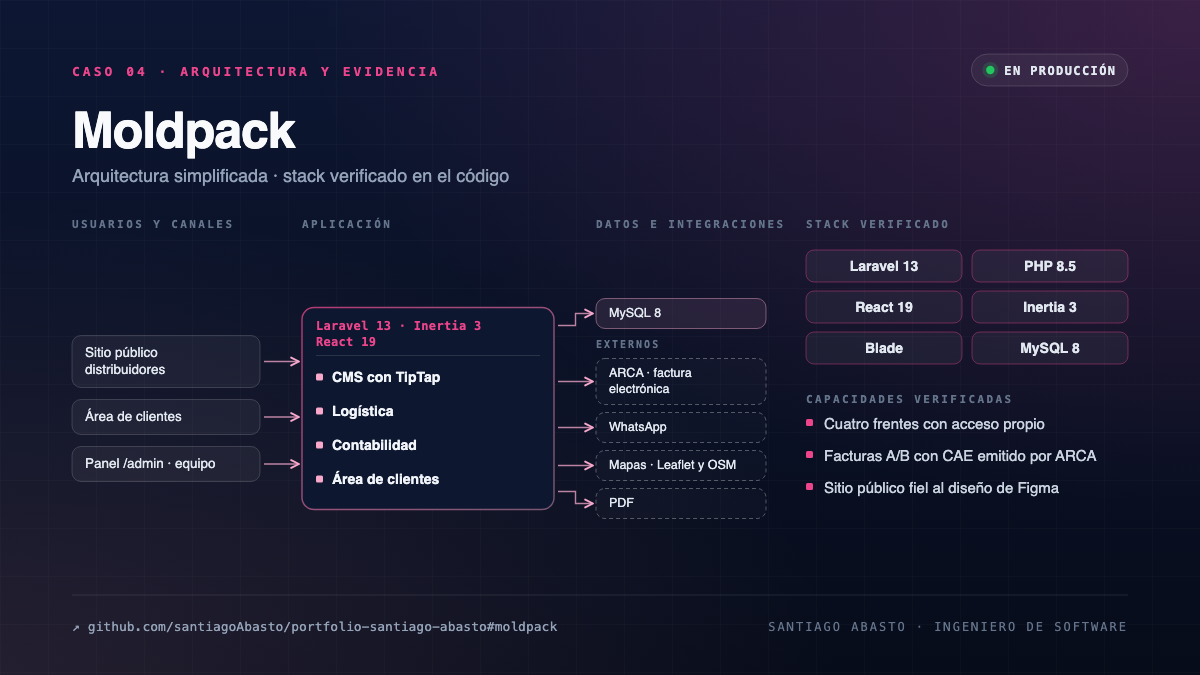 CASO 04 · ARQUITECTURA Y EVIDENCIA
EN PRODUCCIÓN
Moldpack
Arquitectura simplificada · stack verificado en el código
USUARIOS Y CANALES
Sitio público
distribuidores
Área de clientes
Panel /admin · equipo
APLICACIÓN
Laravel 13 · Inertia 3
React 19
CMS con TipTap
Logística
Contabilidad
Área de clientes
DATOS E INTEGRACIONES
MySQL 8
EXTERNOS
ARCA · factura
electrónica
WhatsApp
Mapas · Leaflet y OSM
PDF
STACK VERIFICADO
Laravel 13
PHP 8.5
React 19
Inertia 3
Blade
MySQL 8
CAPACIDADES VERIFICADAS
Cuatro frentes con acceso propio
Facturas A/B con CAE emitido por ARCA
Sitio público fiel al diseño de Figma
↗ github.com/santiagoAbasto/portfolio-santiago-abasto#moldpack
SANTIAGO ABASTO · INGENIERO DE SOFTWARE